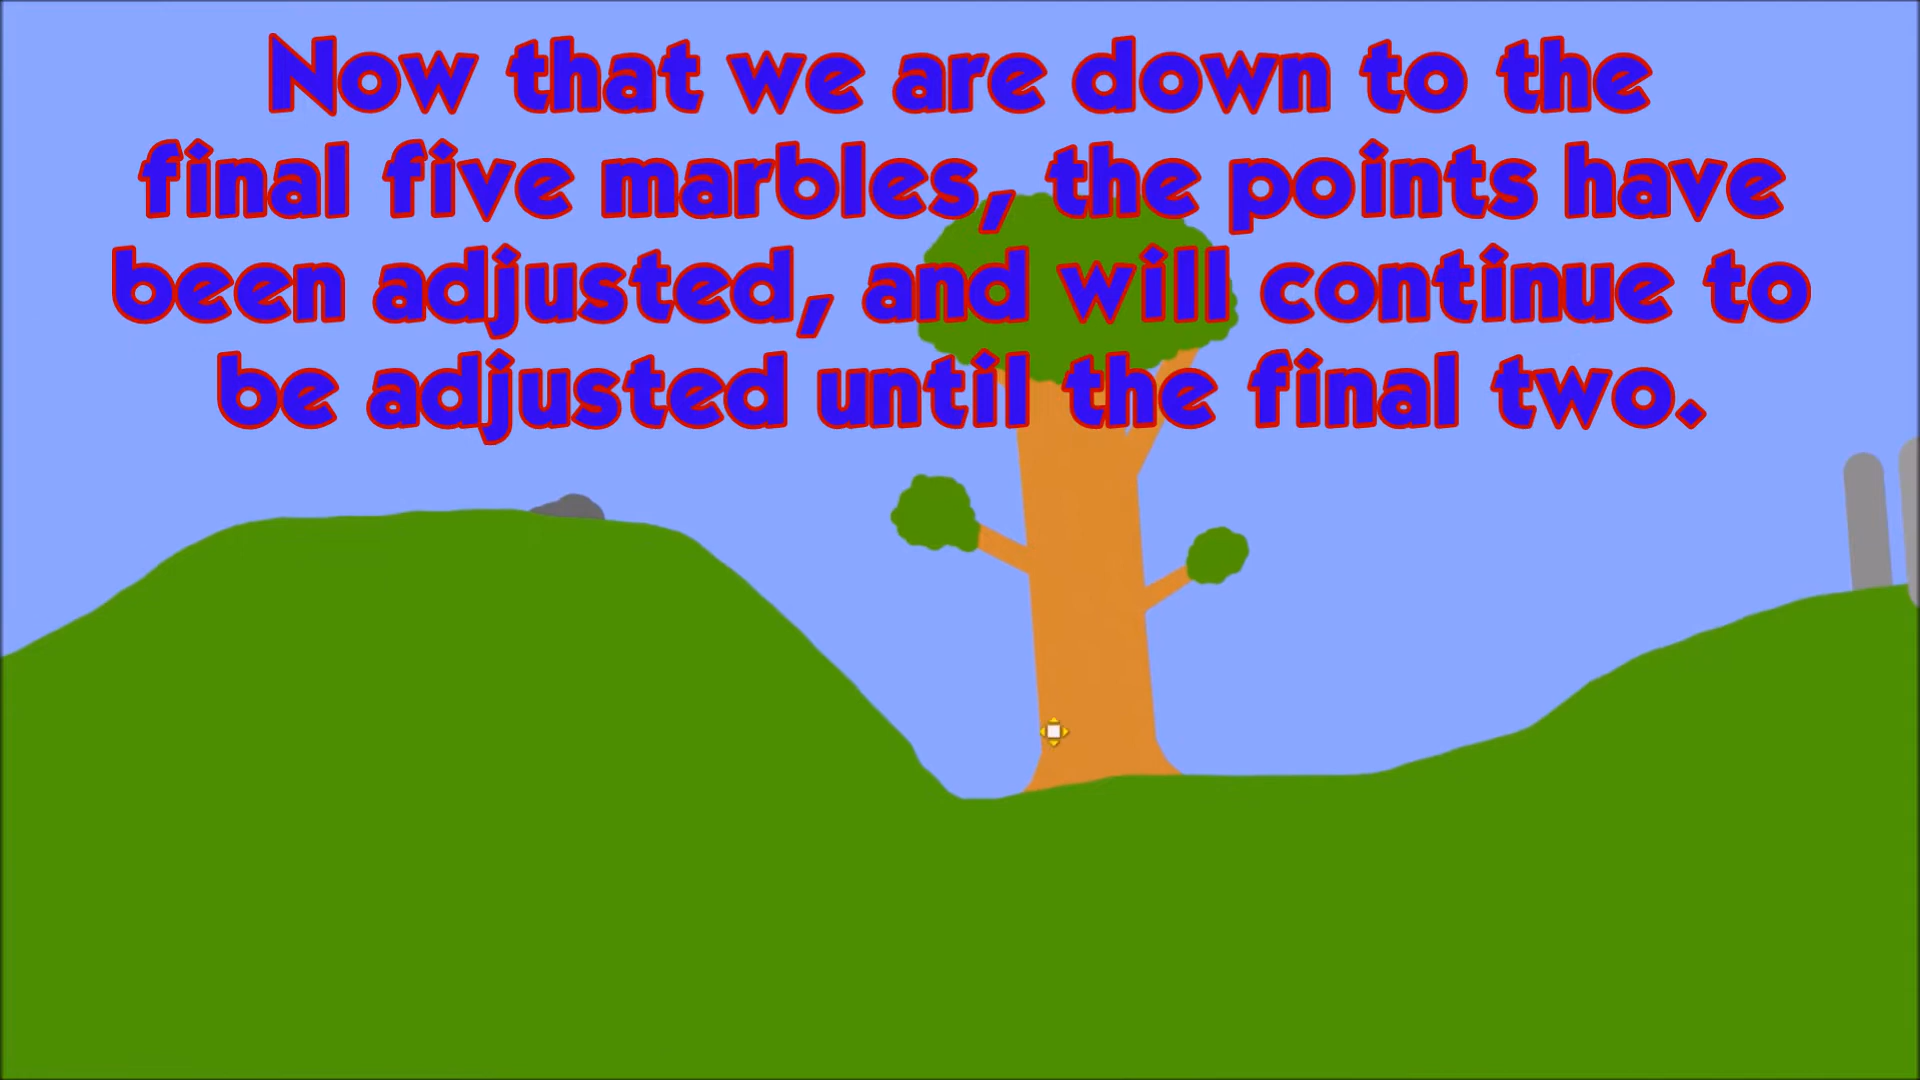 Now that we are down to the
final five marbles, the points have
been adjusted, and will continue to
be adjusted until the final two.